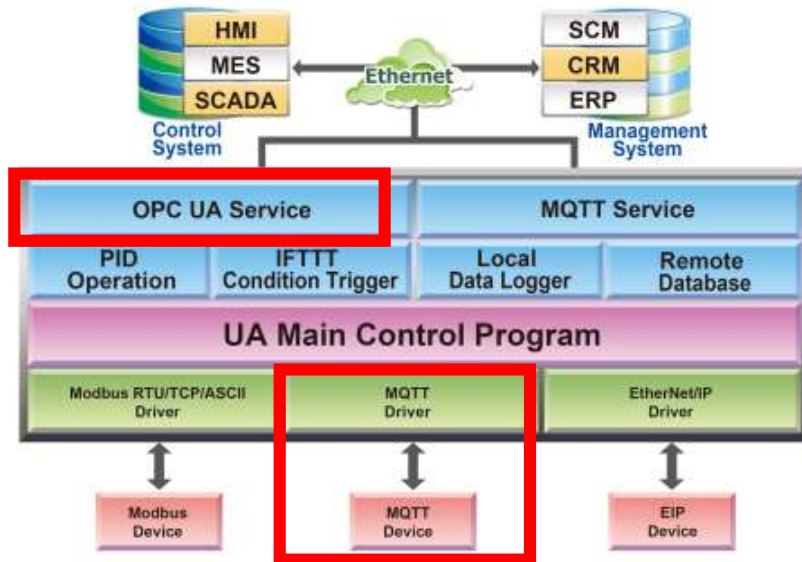 HMI
MES
SCADA
Control
System
Ethernet
SCM
CRM
ERP
Management
System
OPC UA Service
MQTT Service
PID
Operation
IFTTT
Condition Trigger
Local
Data Logger
Remote
Database
UA Main Control Program
Modbus RTU/TCP/ASCII
Driver
MQTT
Driver
EtherNet/IP
Driver
Modbus
Device
MQTT
Device
EIP
Device